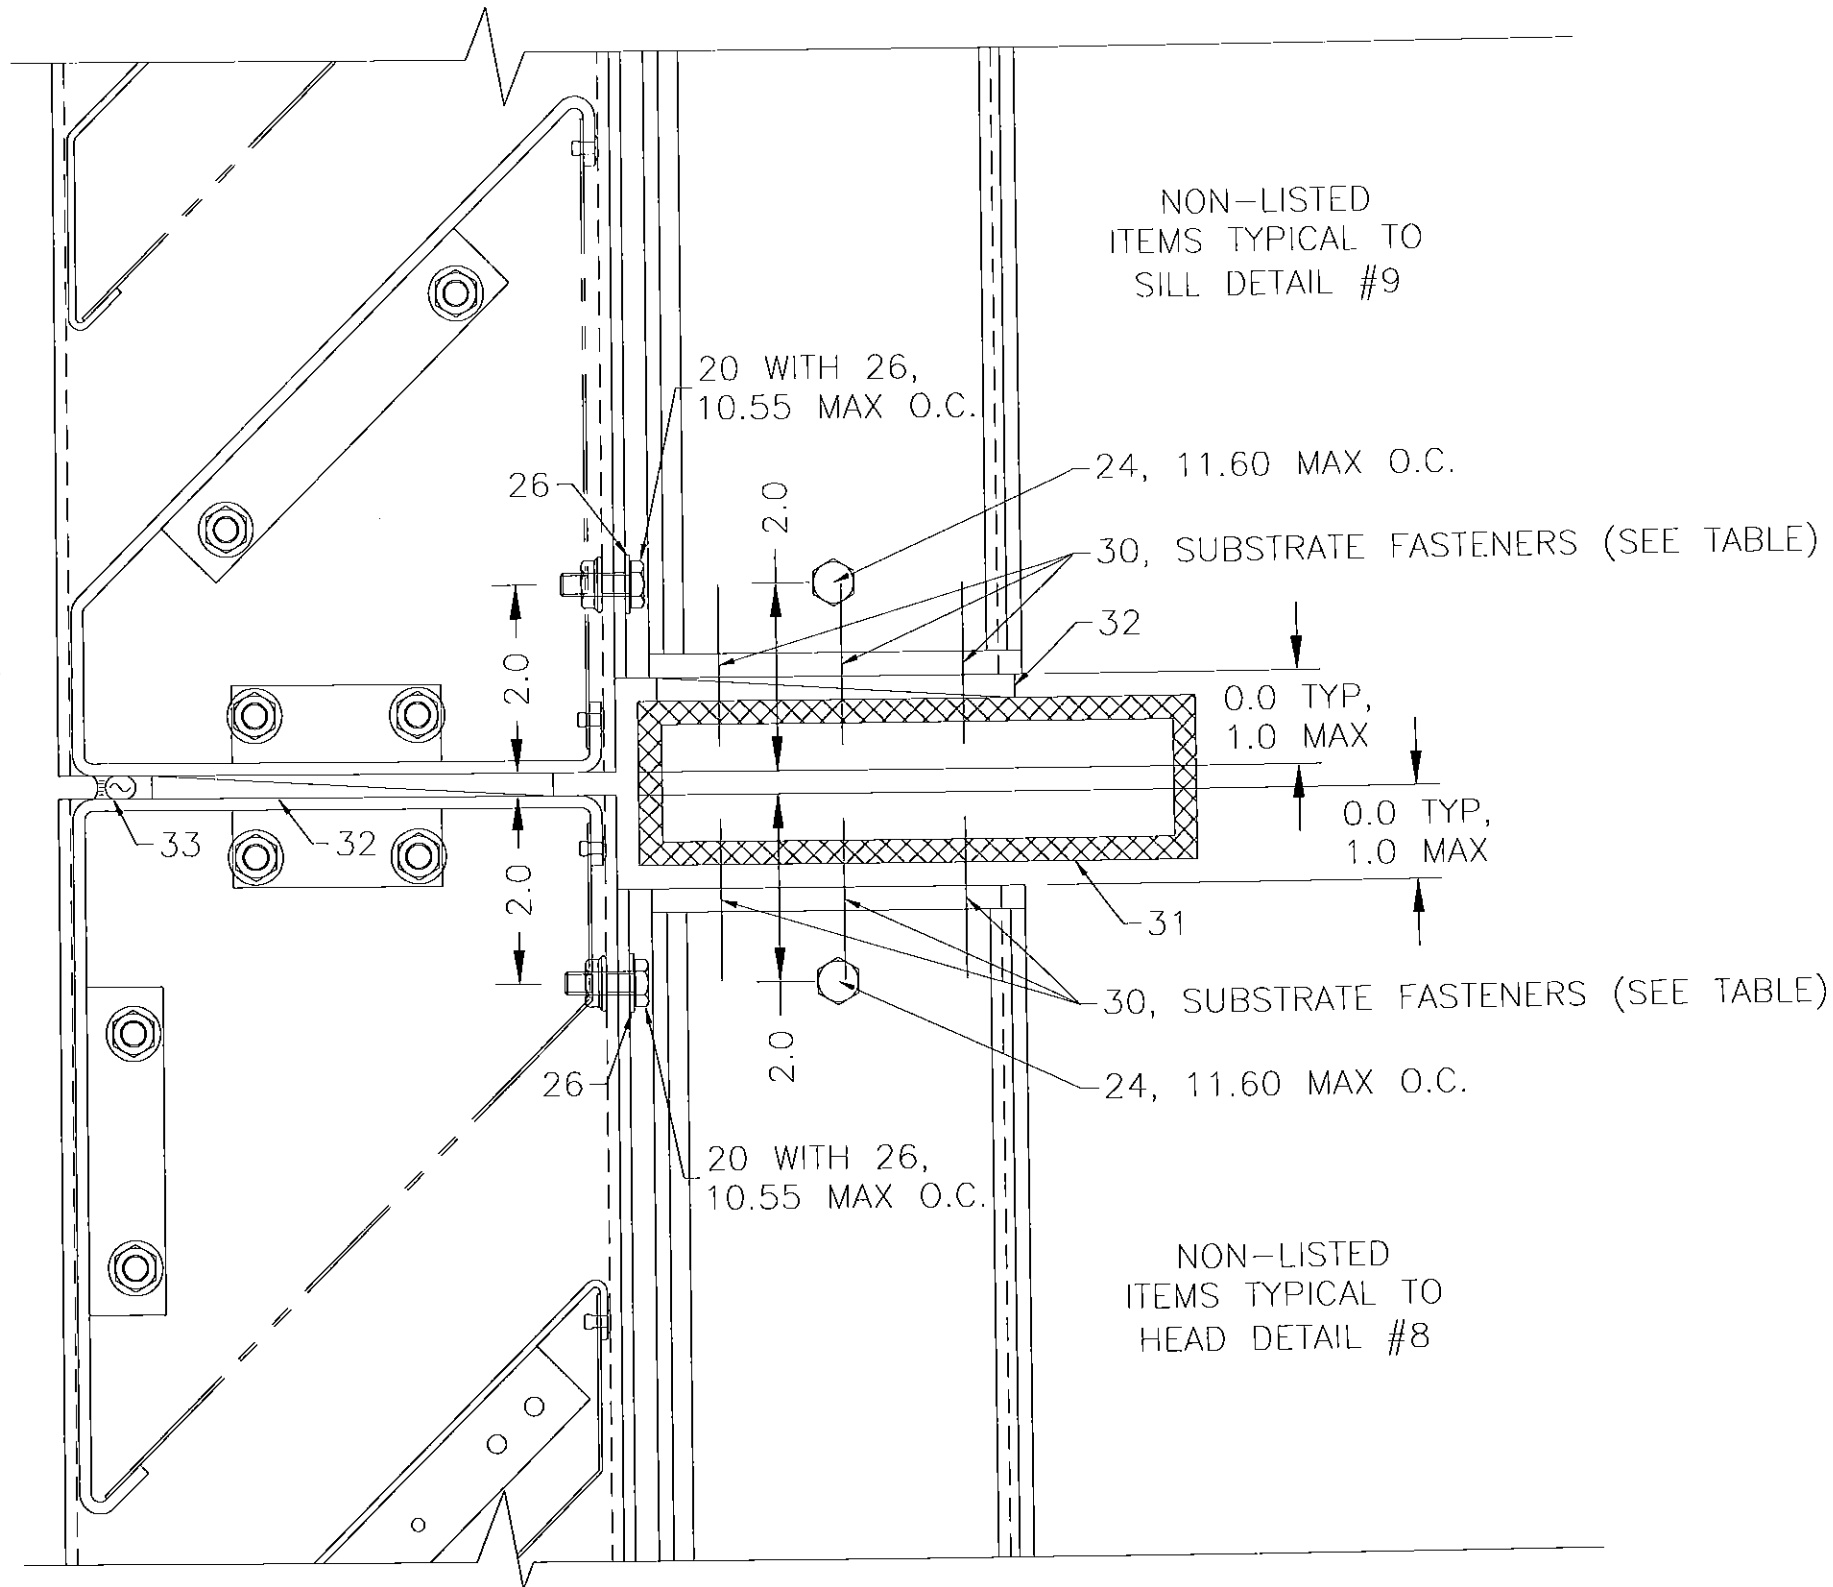 NON-LISTED
ITEMS TYPICAL TO
SILL DETAIL #9
20 WITH 26,
10.55 MAX O.C.
24, 11.60 MAX O.C.
26
2.0
30, SUBSTRATE FASTENERS (SEE TABLE)
32
2.0
0.0 TYP,
1.0 MAX
0.0 TYP,
1.0 MAX
33
32
2.0
31
30, SUBSTRATE FASTENERS (SEE TABLE)
2.0
26
24, 11.60 MAX O.C.
20 WITH 26,
10.55 MAX O.C.
NON-LISTED
ITEMS TYPICAL TO
HEAD DETAIL #8